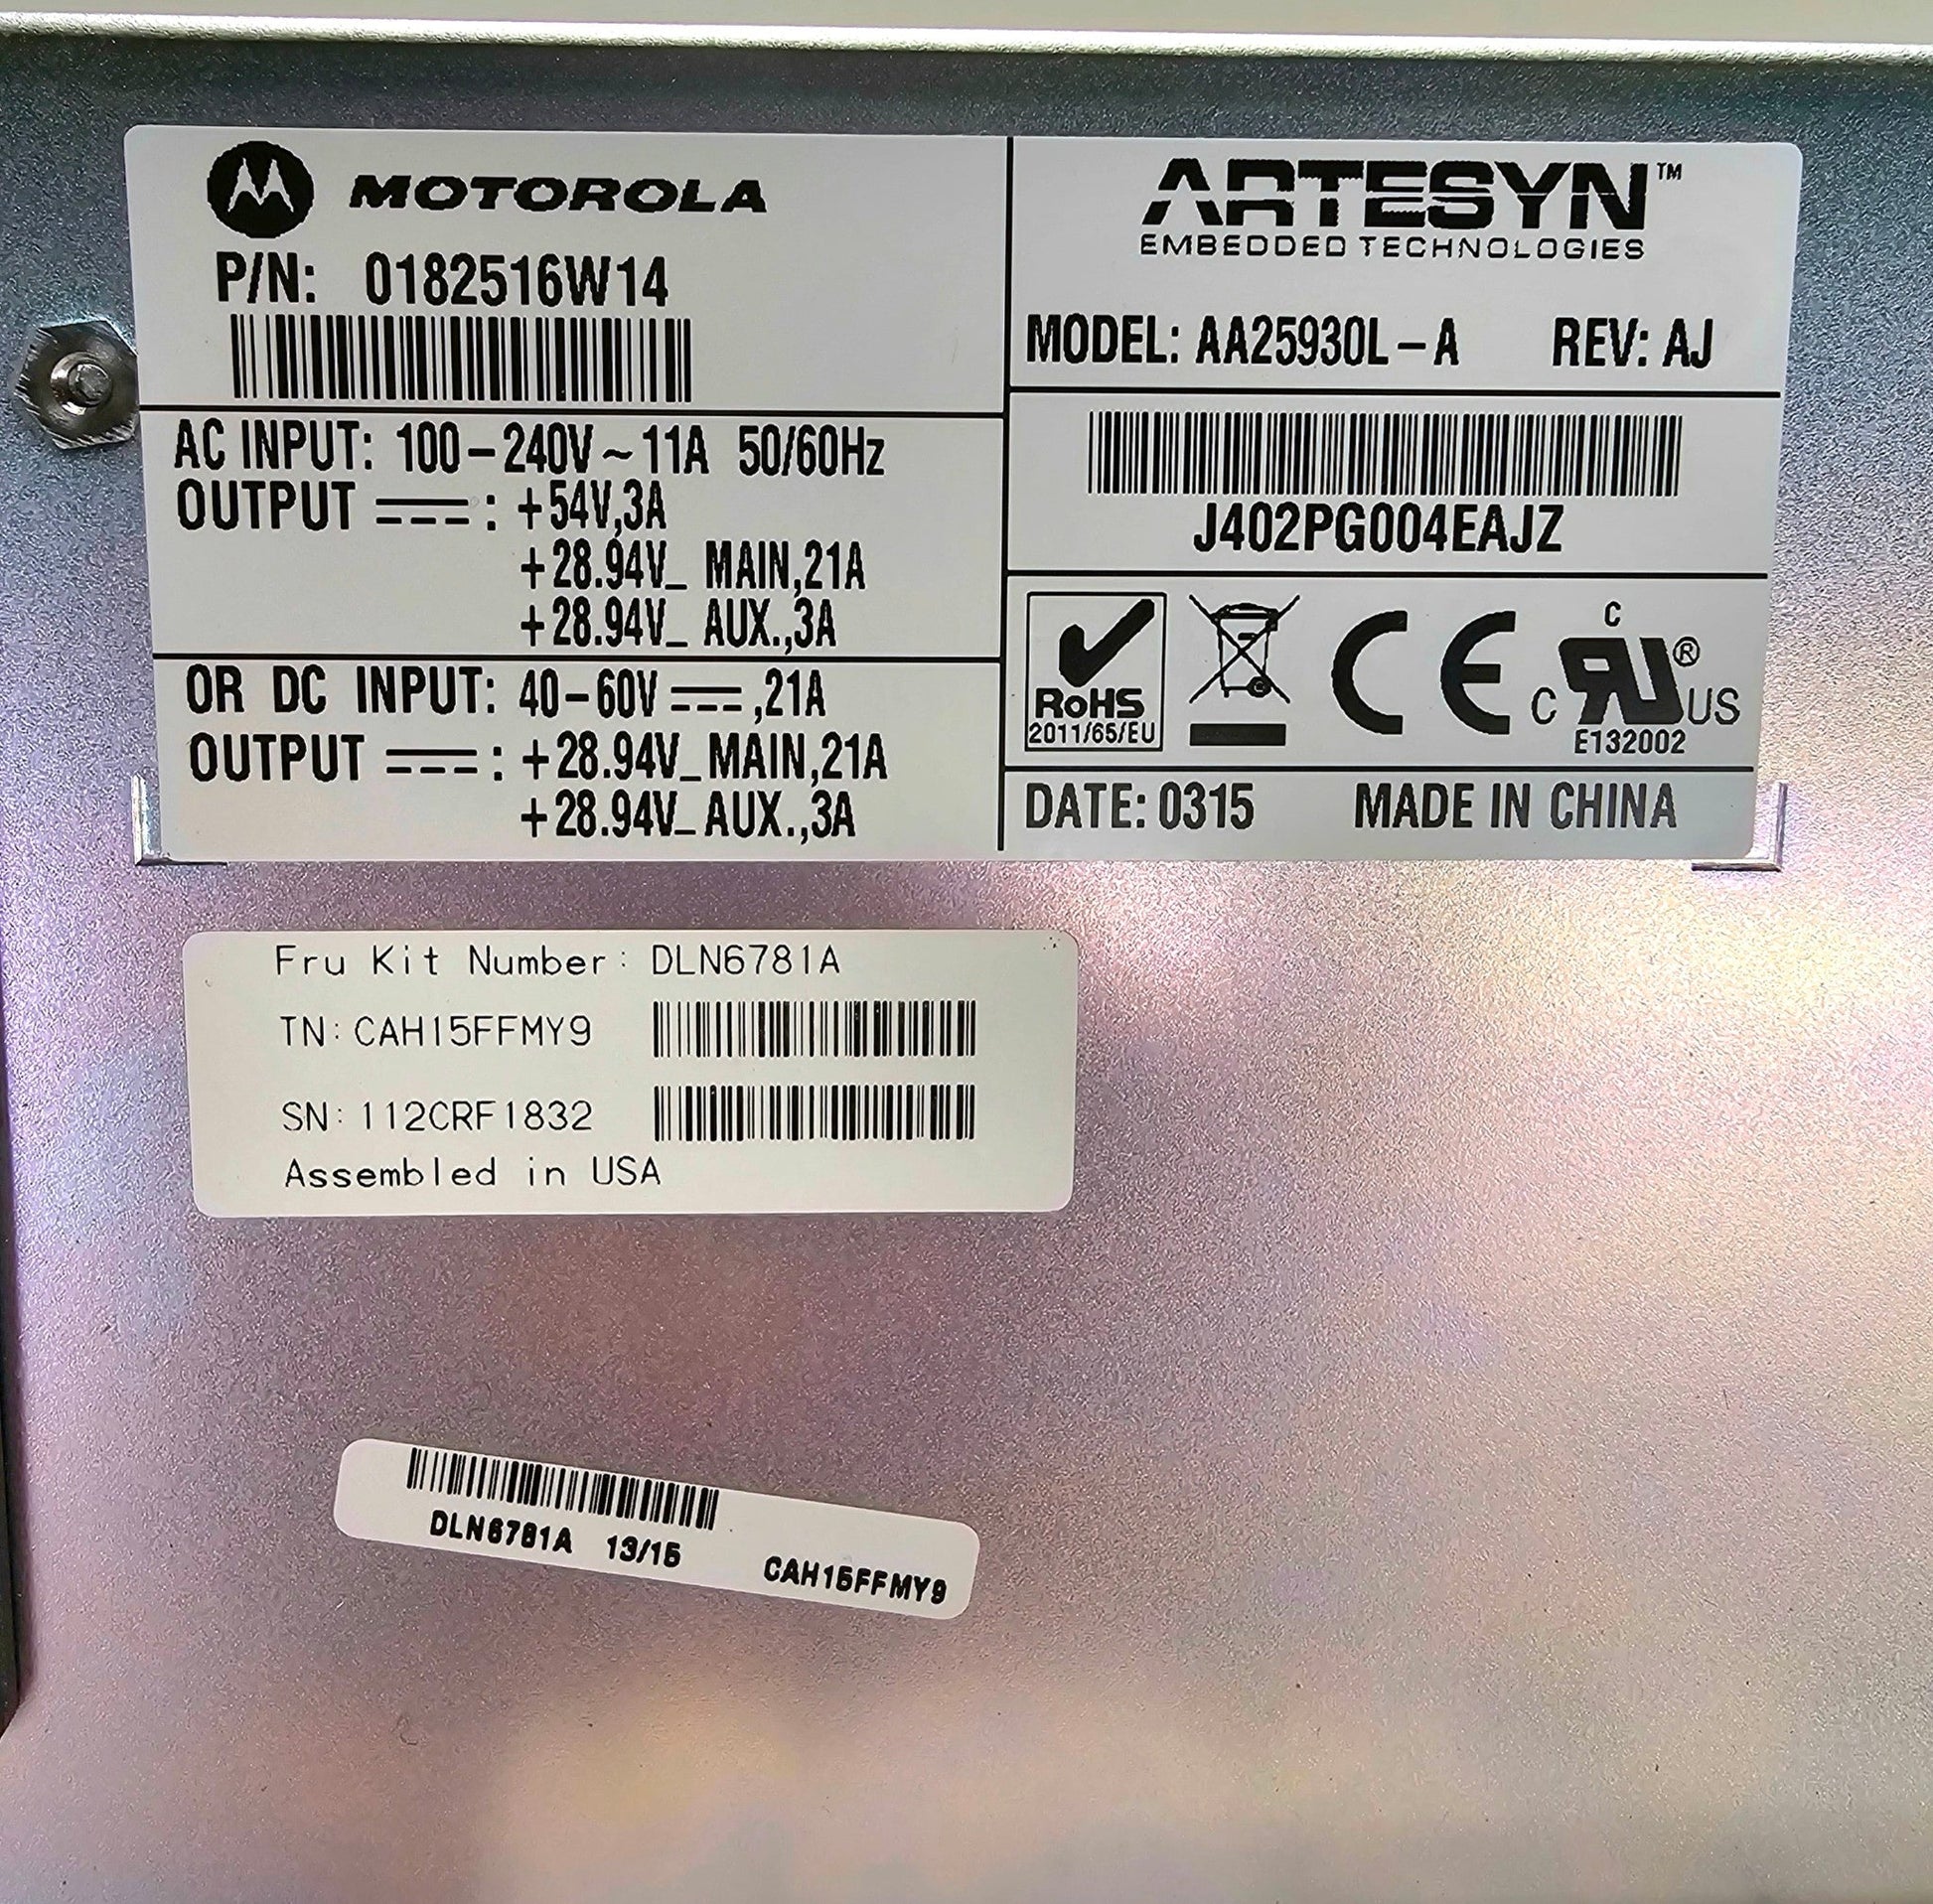 MOTOROLA
P/N: 0182516W14
AC INPUT: 100-240V~11A 50/60Hz
OUTPUT ⎓: +54V,3A
+28.94V_ MAIN,21A
+28.94V_ AUX.,3A
OR DC INPUT: 40-60V⎓,21A
OUTPUT ⎓: +28.94V_MAIN,21A
+28.94V_AUX.,3A
ARTESYN™
EMBEDDED TECHNOLOGIES
MODEL: AA25930L-A REV: AJ
J402PG004EAJZ
RoHS
2011/65/EU
CE
C
C RU® US
E132002
DATE: 0315 MADE IN CHINA
Fru Kit Number: DLN6781A
TN: CAH15FFMY9
SN: 112CRF1832
Assembled in USA
DLN6781A 13/15 CAH15FFMY9